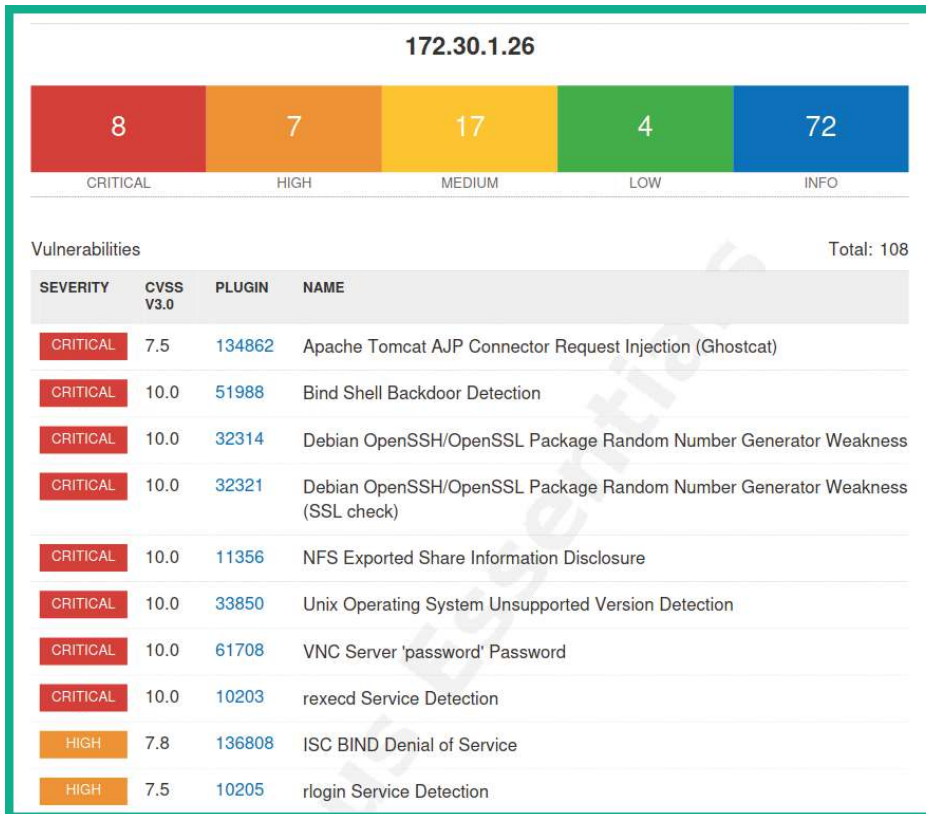 172.30.1.26
8 7 17 4 72
CRITICAL HIGH MEDIUM LOW INFO
Vulnerabilities Total: 108
SEVERITY CVSS V3.0 PLUGIN NAME
CRITICAL 7.5 134862 Apache Tomcat AJP Connector Request Injection (Ghostcat)
CRITICAL 10.0 51988 Bind Shell Backdoor Detection
CRITICAL 10.0 32314 Debian OpenSSH/OpenSSL Package Random Number Generator Weakness
CRITICAL 10.0 32321 Debian OpenSSH/OpenSSL Package Random Number Generator Weakness
(SSL check)
CRITICAL 10.0 11356 NFS Exported Share Information Disclosure
CRITICAL 10.0 33850 Unix Operating System Unsupported Version Detection
CRITICAL 10.0 61708 VNC Server 'password' Password
CRITICAL 10.0 10203 rexecd Service Detection
HIGH 7.8 136808 ISC BIND Denial of Service
HIGH 7.5 10205 rlogin Service Detection
us Essentials